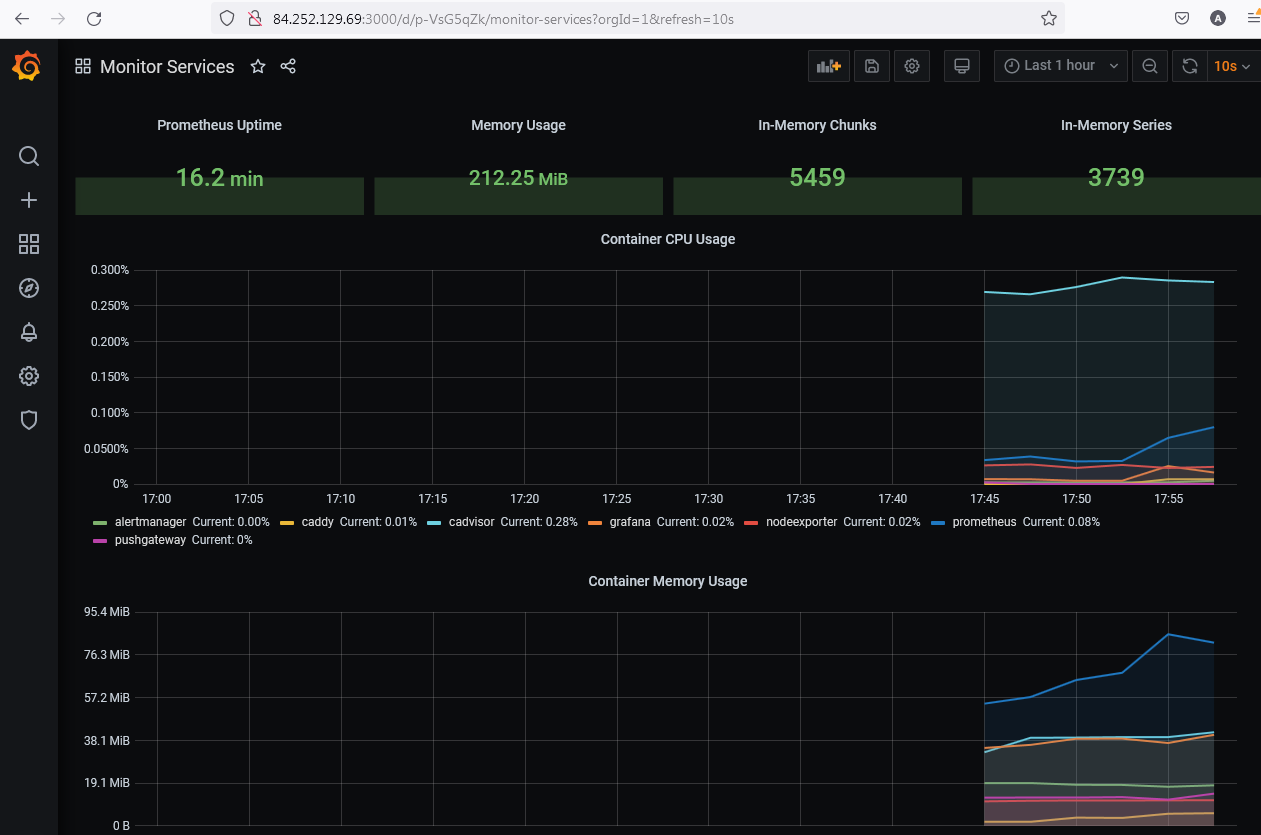 84.252.129.69:3000/d/p-VsG5qZk/monitor-services?orgId=1&refresh=10s
A
Monitor Services
Last 1 hour
10s
Prometheus Uptime
Memory Usage
In-Memory Chunks
In-Memory Series
16.2 min
212.25 MiB
5459
3739
Container CPU Usage
0.300%
0.250%
0.200%
0.150%
0.100%
0.0500%
0%
17:00 17:05 17:10 17:15 17:20 17:25 17:30 17:35 17:40 17:45 17:50 17:55
alertmanager Current: 0.00% caddy Current: 0.01% cadvisor Current: 0.28% grafana Current: 0.02% nodeexporter Current: 0.02% prometheus Current: 0.08%
pushgateway Current: 0%
Container Memory Usage
95.4 MiB
76.3 MiB
57.2 MiB
38.1 MiB
19.1 MiB
0 B